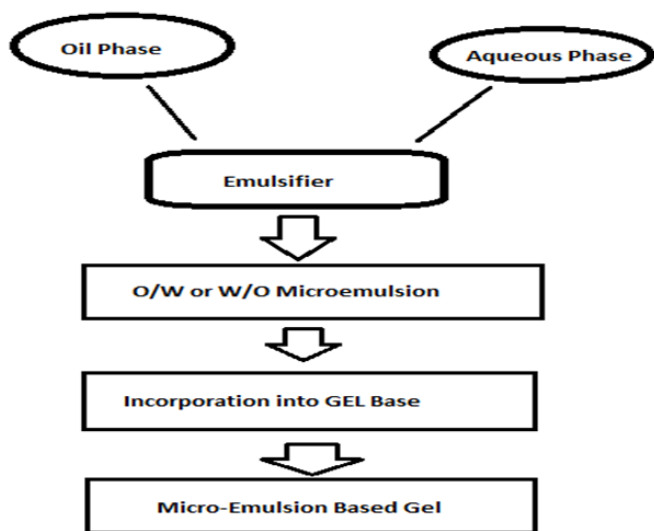 Oil Phase
Aqueous Phase
Emulsifier
O/W or W/O Microemulsion
Incorporation into GEL Base
Micro-Emulsion Based Gel